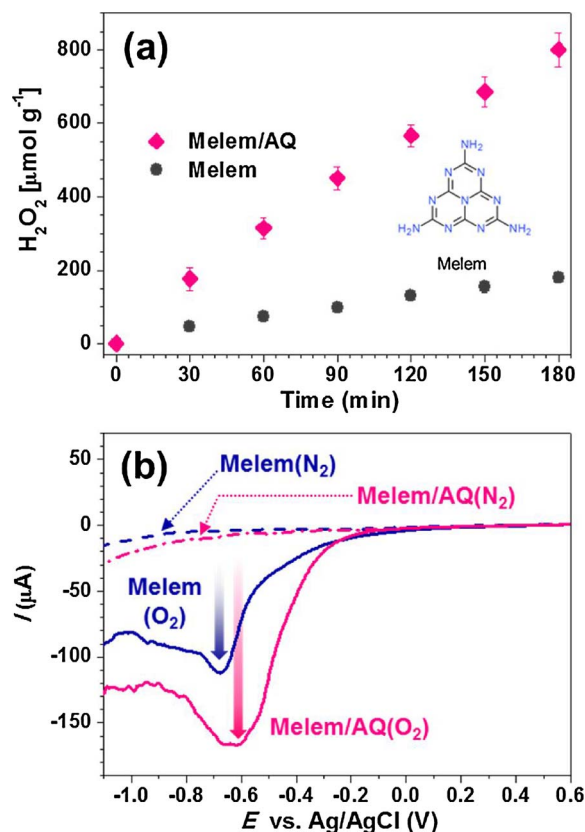 (a)
800
600
400
200
0
H₂O₂ [μmol g⁻¹]
Melem/AQ
Melem
NH₂
N N
N N
N N N
H₂N N N NH₂
Melem
0 30 60 90 120 150 180
Time (min)
(b)
50
0
-50
-100
-150
I (μA)
Melem(N₂)
Melem/AQ(N₂)
Melem
(O₂)
Melem/AQ(O₂)
-1.0 -0.8 -0.6 -0.4 -0.2 0.0 0.2 0.4 0.6
E vs. Ag/AgCl (V)